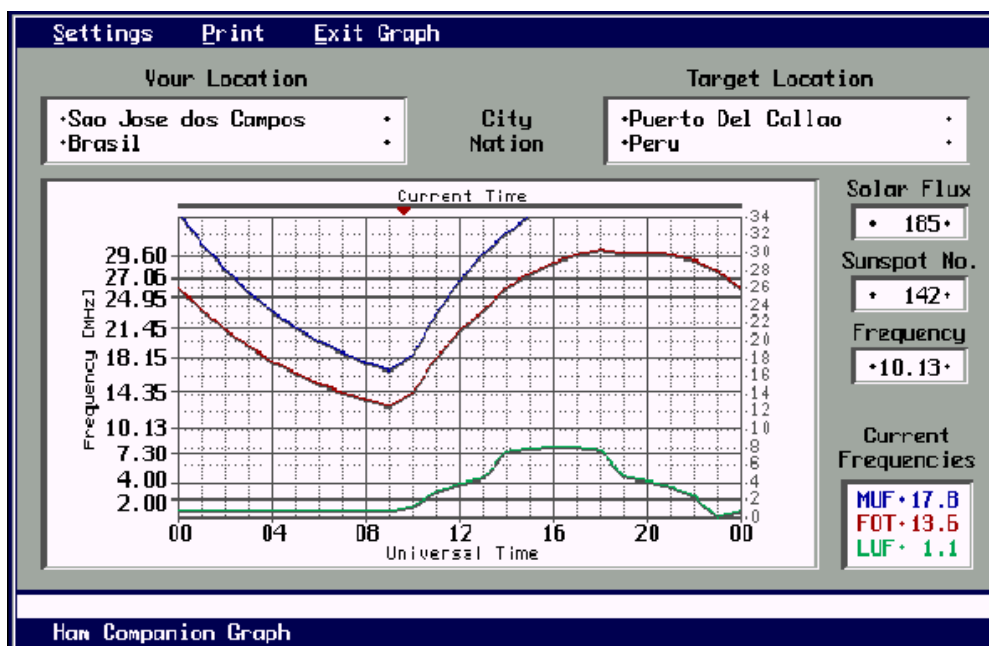 Settings Print Exit Graph
Your Location Target Location
Sao Jose dos Campos City Puerto Del Callao
Brasil Nation Peru
Current Time
Solar Flux
185
Sunspot No.
142
Frequency
10.13
Current
Frequencies
MUF 17.8
FOT 13.6
LUF 1.1
Frequency [MHz]
29.60
27.06
24.95
21.45
18.15
14.35
10.13
7.30
4.00
2.00
34
32
30
28
26
24
22
20
18
16
14
12
10
8
6
4
2
0
00 04 08 12 16 20 00
Universal Time
Ham Companion Graph